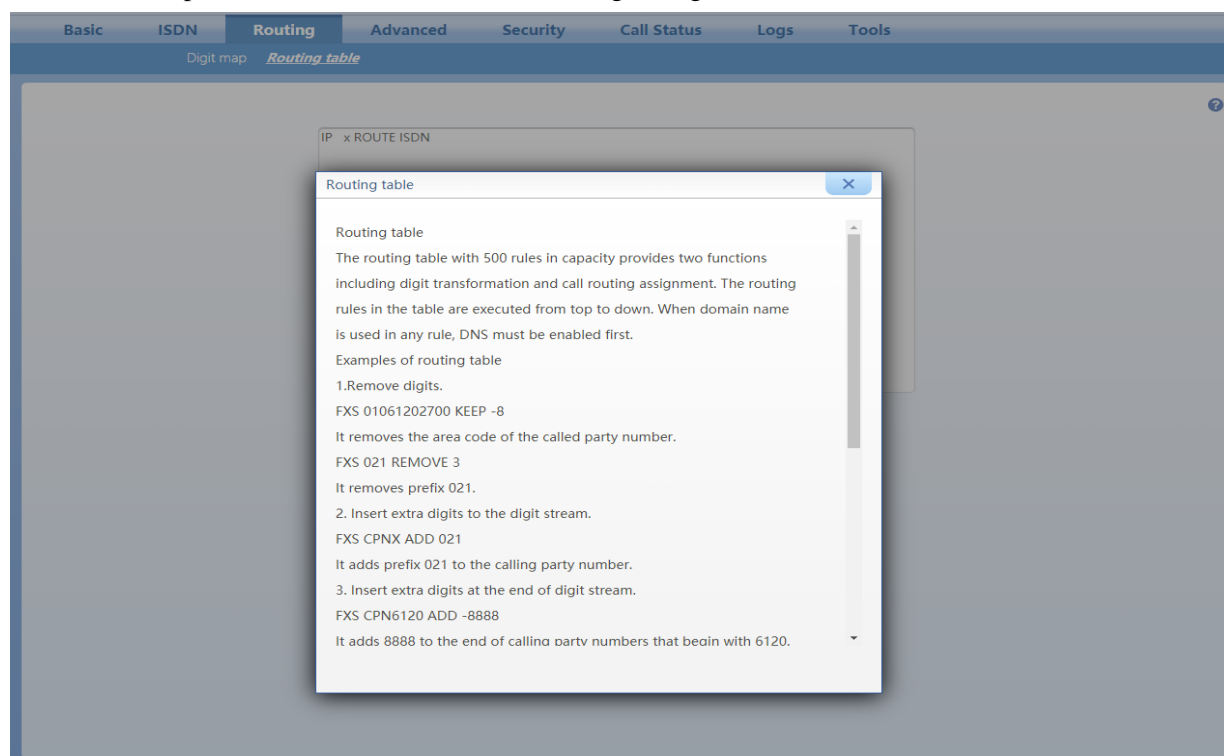 Basic ISDN Routing Advanced Security Call Status Logs Tools
Digit map Routing table
IP x ROUTE ISDN
Routing table
Routing table
The routing table with 500 rules in capacity provides two functions
including digit transformation and call routing assignment. The routing
rules in the table are executed from top to down. When domain name
is used in any rule, DNS must be enabled first.
Examples of routing table
1.Remove digits.
FXS 01061202700 KEEP -8
It removes the area code of the called party number.
FXS 021 REMOVE 3
It removes prefix 021.
2. Insert extra digits to the digit stream.
FXS CPNX ADD 021
It adds prefix 021 to the calling party number.
3. Insert extra digits at the end of digit stream.
FXS CPN6120 ADD -8888
It adds 8888 to the end of calling party numbers that begin with 6120.